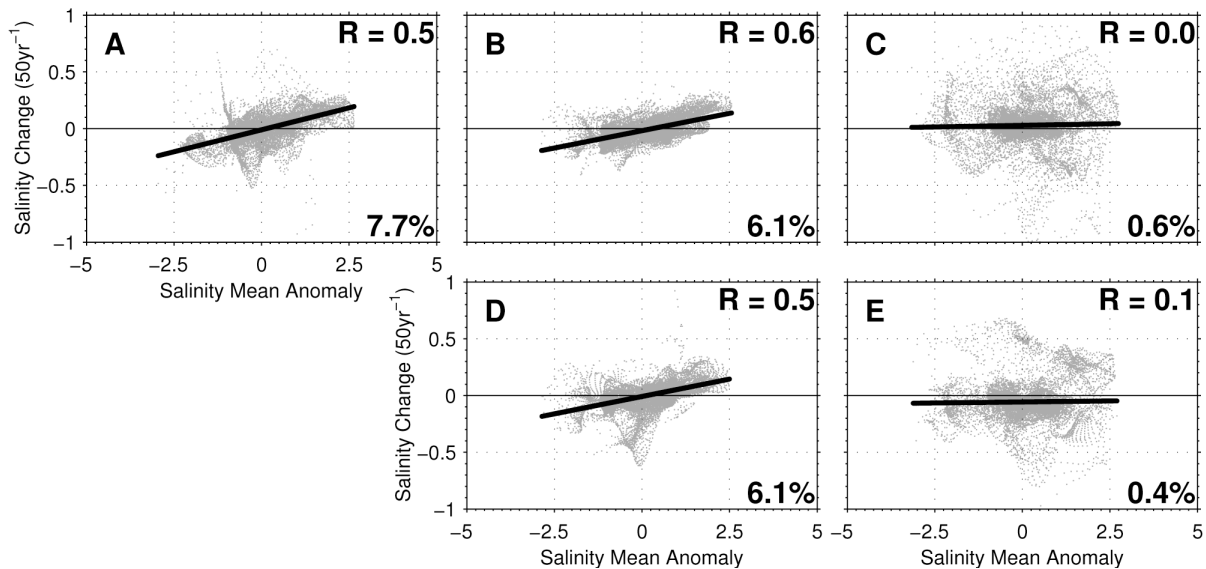 A
R = 0.5
7.7%
B
R = 0.6
6.1%
C
R = 0.0
0.6%
1
0.5
0
−0.5
−1
Salinity Change (50yr⁻¹)
−5 −2.5 0 2.5 5
Salinity Mean Anomaly
D
R = 0.5
6.1%
E
R = 0.1
0.4%
1
0.5
0
−0.5
−1
Salinity Change (50yr⁻¹)
−5 −2.5 0 2.5 5
Salinity Mean Anomaly
−5 −2.5 0 2.5 5
Salinity Mean Anomaly